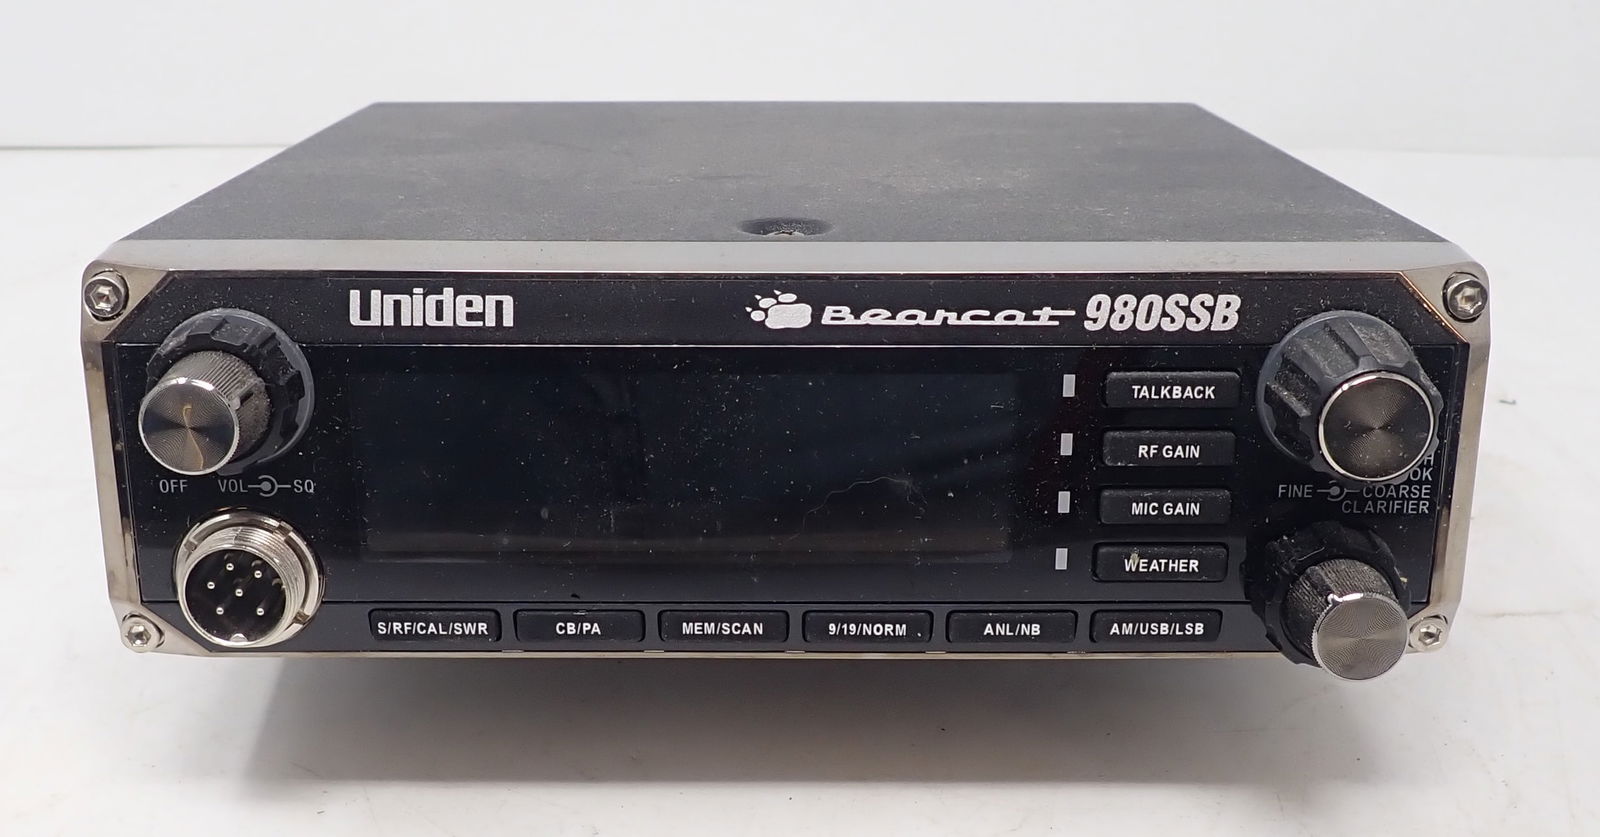 Uniden
Bearcat 980SSB
TALKBACK
RF GAIN
MIC GAIN
WEATHER
OFF VOL SQ
FINE COARSE
CLARIFIER
S/RF/CAL/SWR CB/PA MEM/SCAN 9/19/NORM ANL/NB AM/USB/LSB